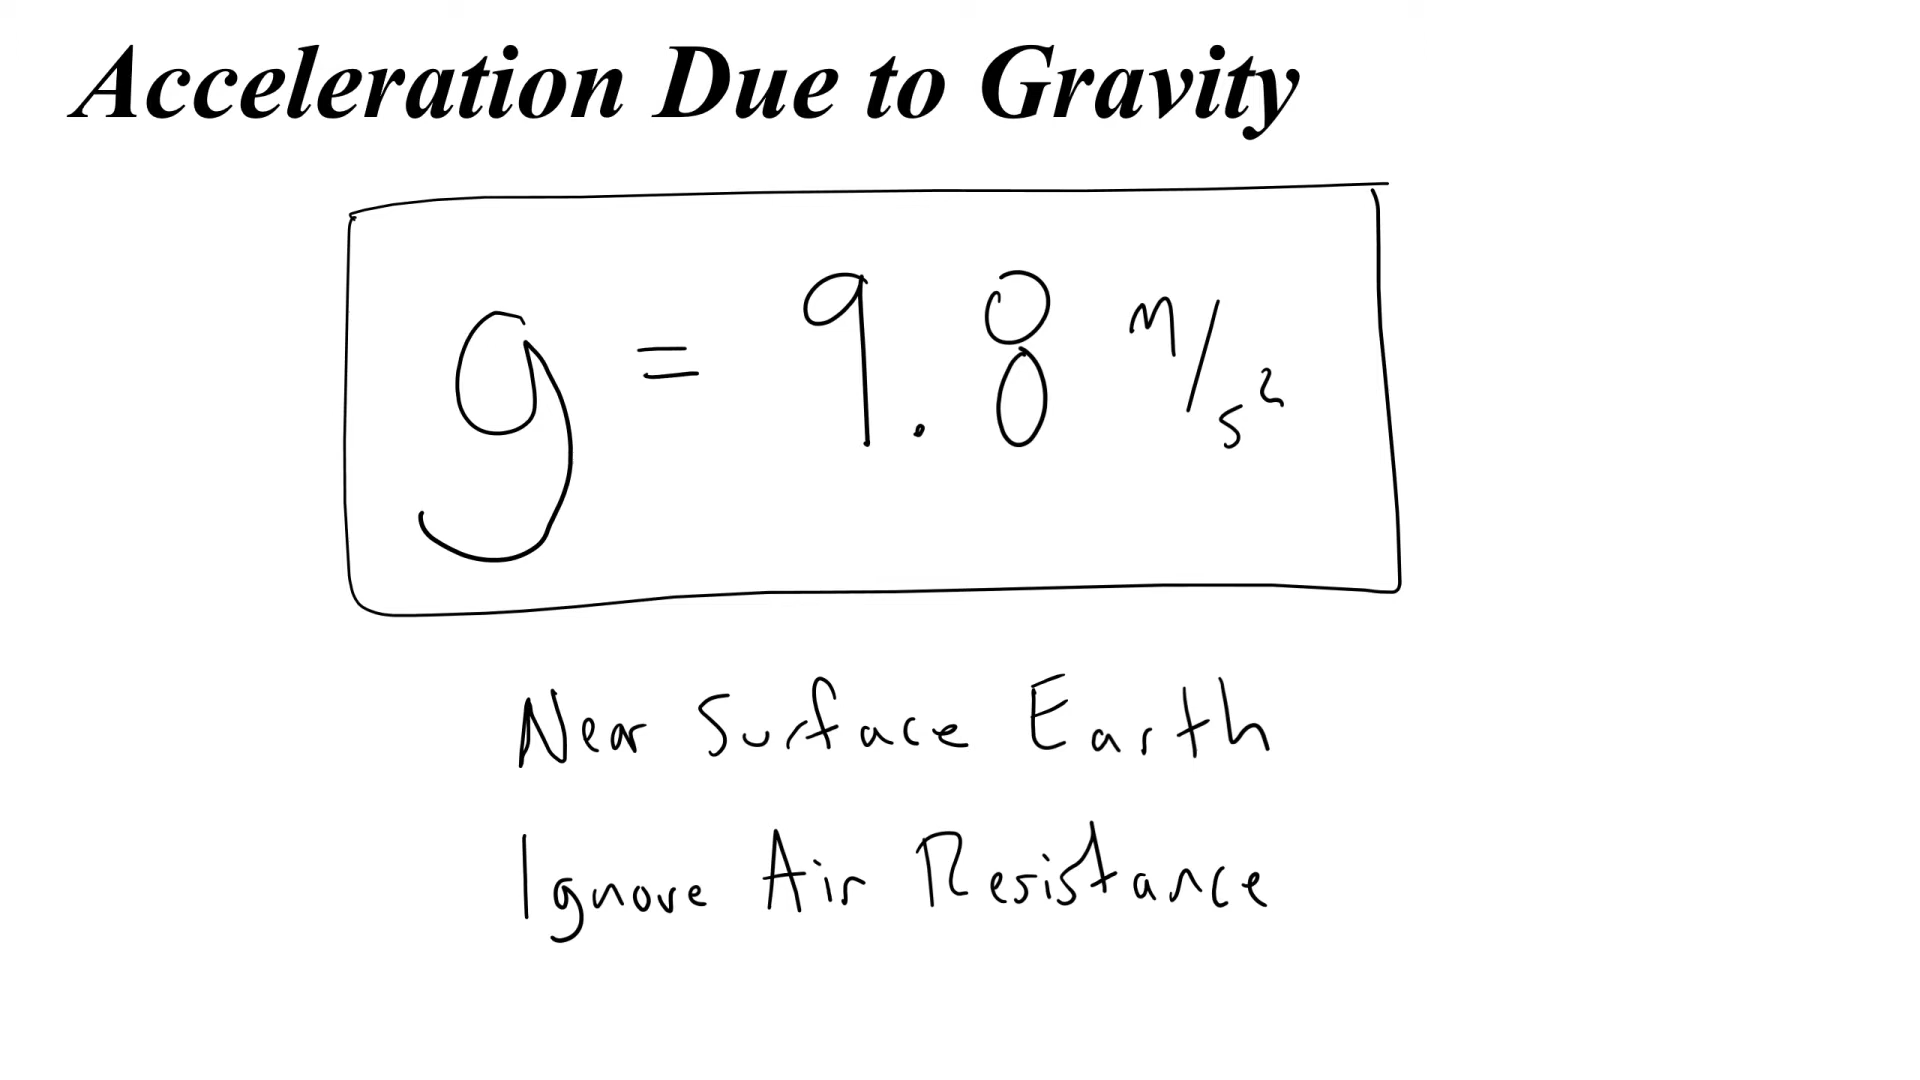 Acceleration Due to Gravity
g = 9.8 m/s²
Near Surface Earth
Ignore Air Resistance